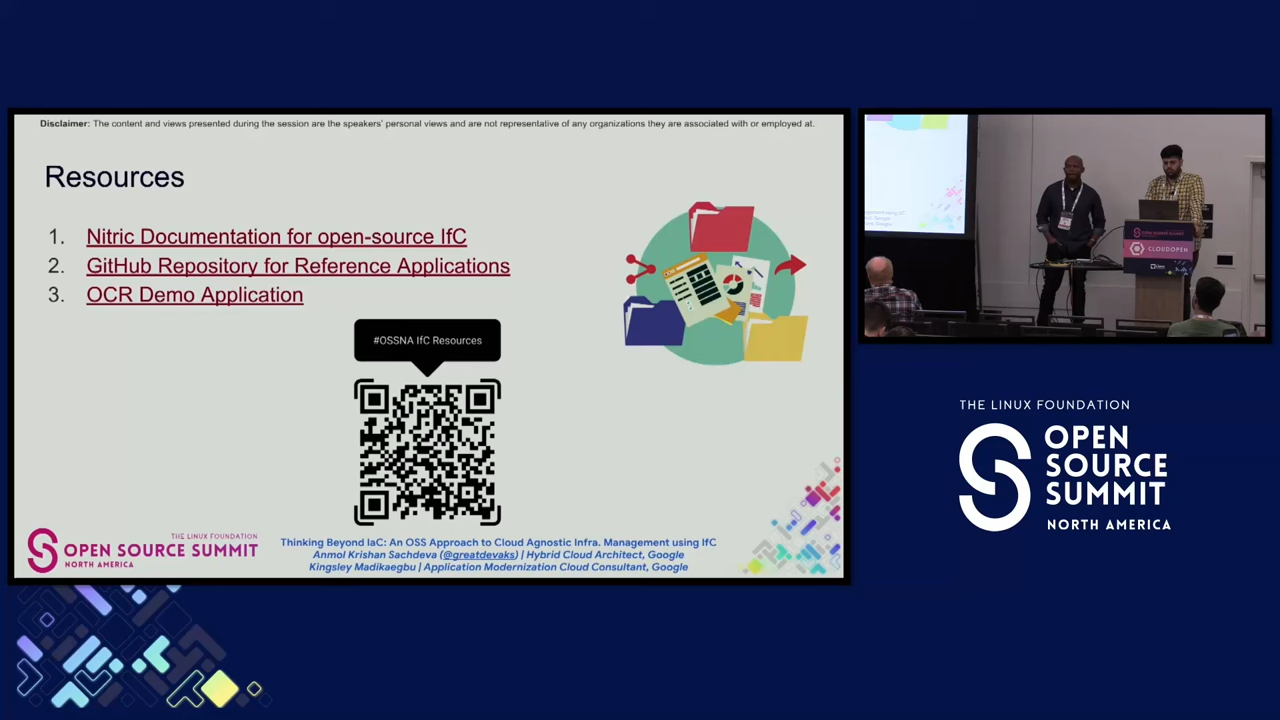 Disclaimer: The content and views presented during the session are the speakers' personal views and are not representative of any organizations they are associated with or employed at.
Resources
1. Nitric Documentation for open-source IfC
2. GitHub Repository for Reference Applications
3. OCR Demo Application
#OSSNA IfC Resources
THE LINUX FOUNDATION
OPEN SOURCE SUMMIT
NORTH AMERICA
Thinking Beyond IaC: An OSS Approach to Cloud Agnostic Infra. Management using IfC
Anmol Krishan Sachdeva (@greatdevaks) | Hybrid Cloud Architect, Google
Kingsley Madikaegbu | Application Modernization Cloud Consultant, Google
OPEN SOURCE SUMMIT
CLOUDOPEN
THE LINUX FOUNDATION
OPEN
SOURCE
SUMMIT
NORTH AMERICA